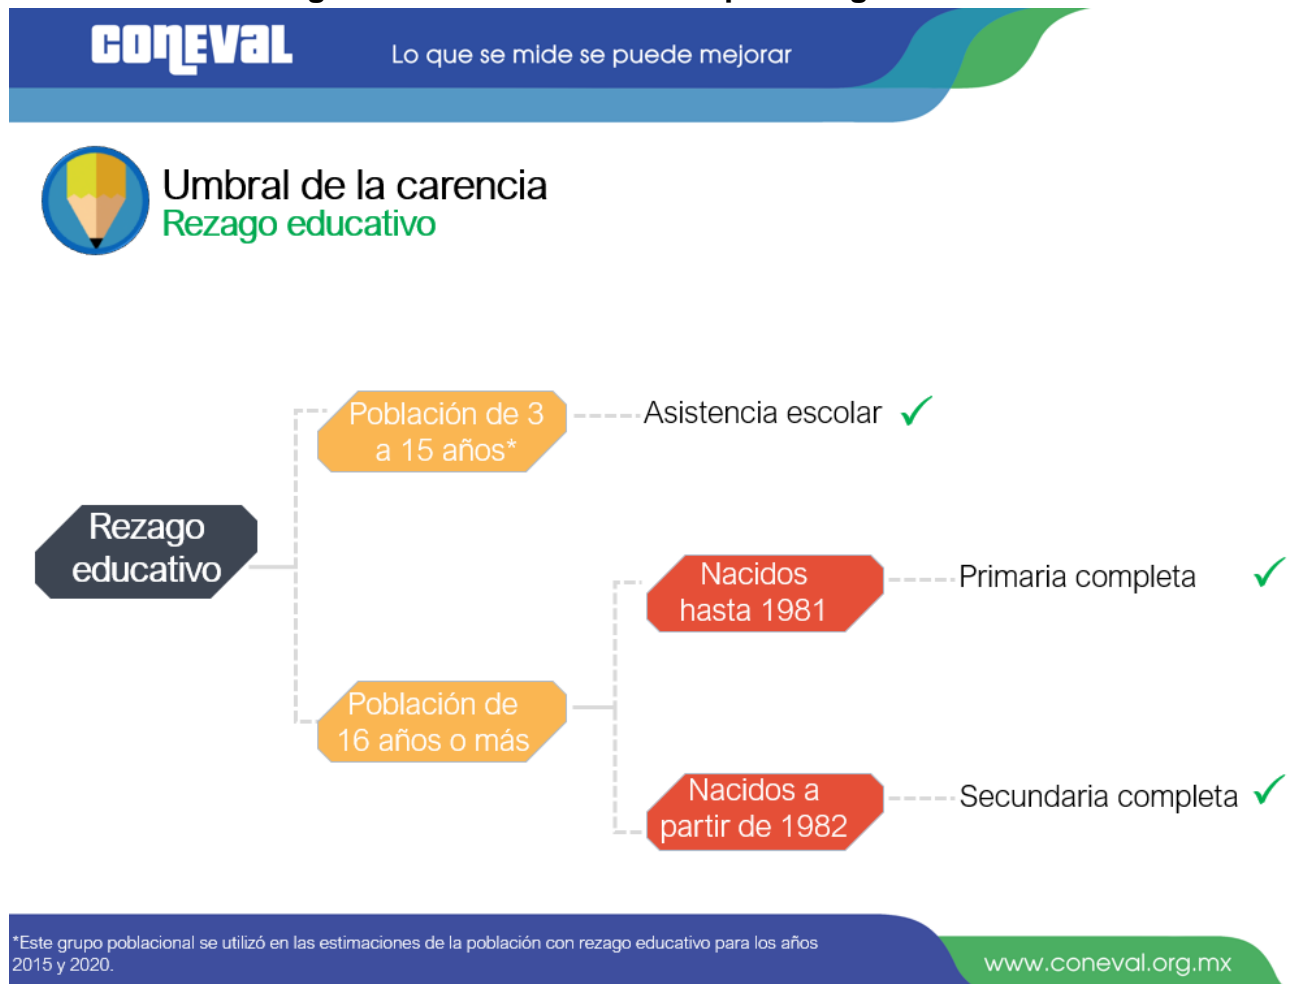 CONEVAL
Lo que se mide se puede mejorar
Umbral de la carencia
Rezago educativo
Población de 3
a 15 años*
Asistencia escolar
Rezago
educativo
Nacidos
hasta 1981
Primaria completa
Población de
16 años o más
Nacidos a
partir de 1982
Secundaria completa
*Este grupo poblacional se utilizó en las estimaciones de la población con rezago educativo para los años
2015 y 2020.
www.coneval.org.mx